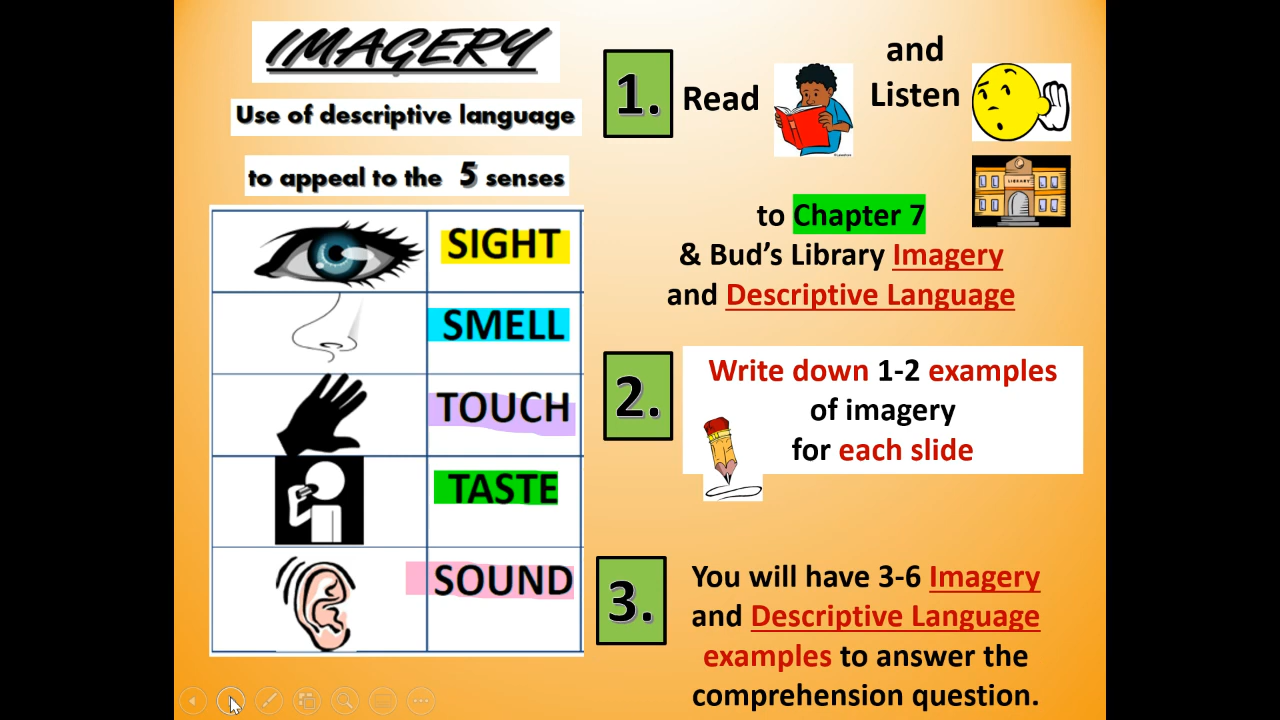 IMAGERY
Use of descriptive language
to appeal to the 5 senses
SIGHT
SMELL
TOUCH
TASTE
SOUND
1.
Read
and
Listen
LIBRARY
to Chapter 7
& Bud's Library Imagery
and Descriptive Language
2.
Write down 1-2 examples
of imagery
for each slide
3.
You will have 3-6 Imagery
and Descriptive Language
examples to answer the
comprehension question.